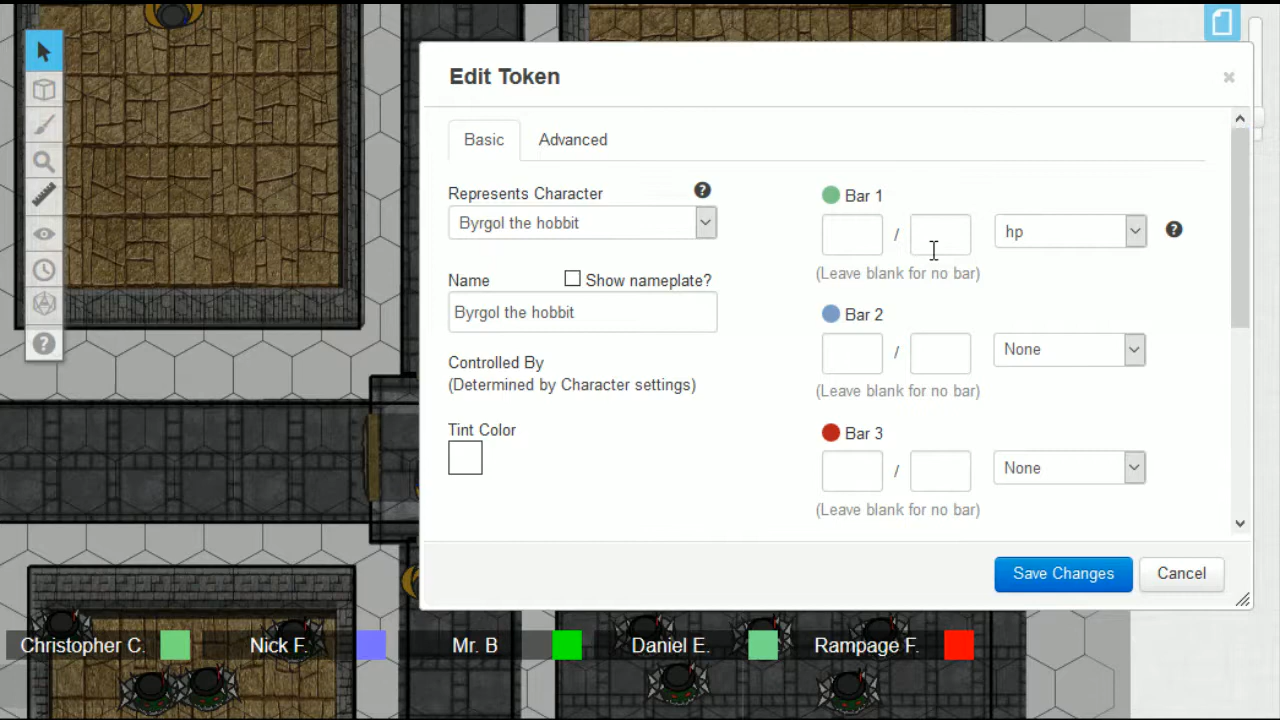 Edit Token
Basic
Advanced
Represents Character
Byrgol the hobbit
Name
Show nameplate?
Byrgol the hobbit
Controlled By
(Determined by Character settings)
Tint Color
Bar 1
/
hp
(Leave blank for no bar)
Bar 2
/
None
(Leave blank for no bar)
Bar 3
/
None
(Leave blank for no bar)
Save Changes
Cancel
Christopher C.
Nick F.
Mr. B
Daniel E.
Rampage F.